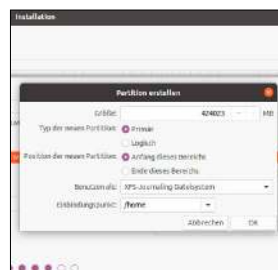 Installation
Partition erstellen
Größe: 424023 - + MB
Typ der neuen Partition: Primär
Logisch
Position der neuen Partition: Anfang dieses Bereichs
Ende dieses Bereichs
Benutzen als: XFS-Journaling-Dateisystem
Einbindungspunkt: /home
Abbrechen OK